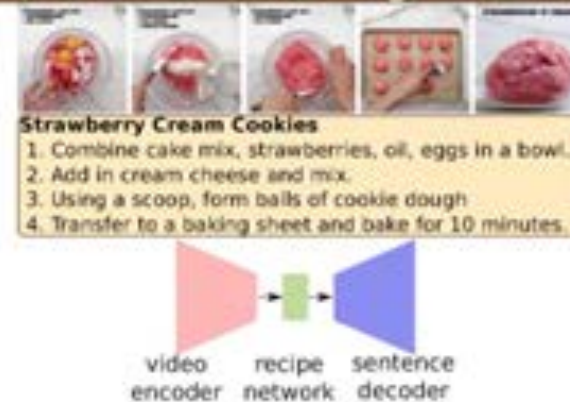 Strawberry Cream Cookies
1. Combine cake mix, strawberries, oil, eggs in a bowl.
2. Add in cream cheese and mix.
3. Using a scoop, form balls of cookie dough
4. Transfer to a baking sheet and bake for 10 minutes.
video encoder
recipe network
sentence decoder